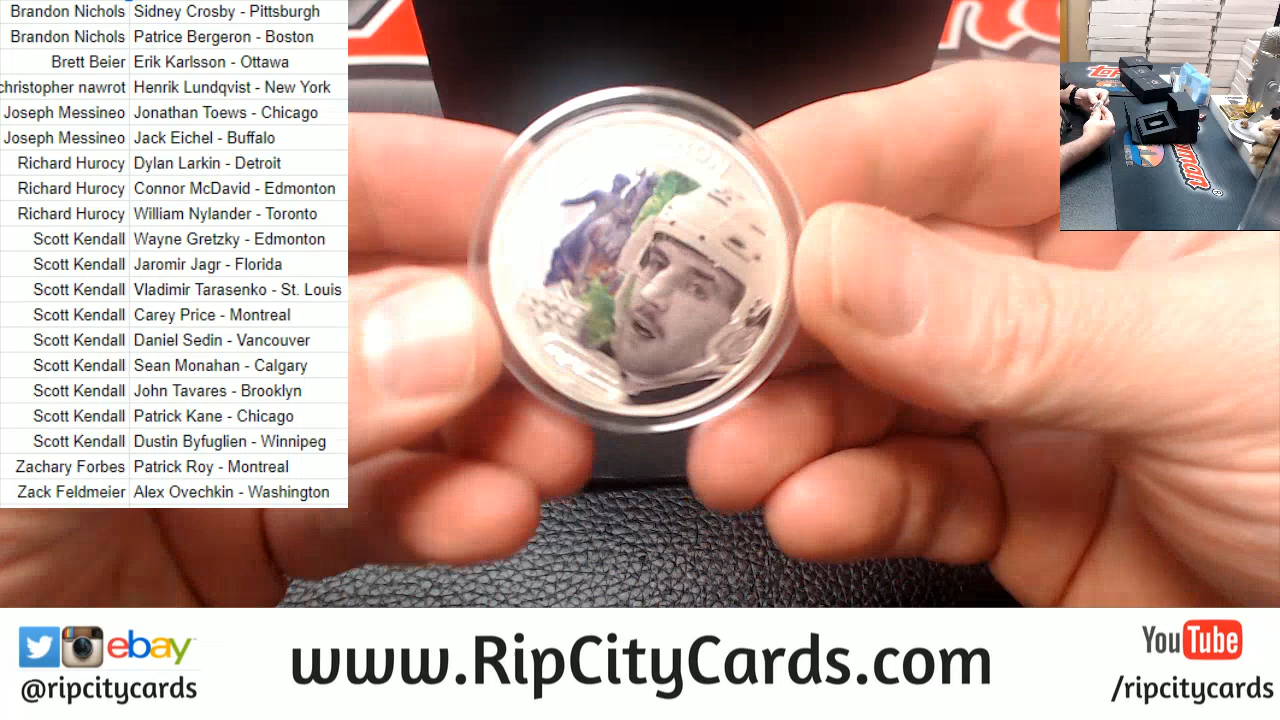 Brandon Nichols Sidney Crosby - Pittsburgh
Brandon Nichols Patrice Bergeron - Boston
Brett Beier Erik Karlsson - Ottawa
christopher nawrot Henrik Lundqvist - New York
Joseph Messineo Jonathan Toews - Chicago
Joseph Messineo Jack Eichel - Buffalo
Richard Hurocy Dylan Larkin - Detroit
Richard Hurocy Connor McDavid - Edmonton
Richard Hurocy William Nylander - Toronto
Scott Kendall Wayne Gretzky - Edmonton
Scott Kendall Jaromir Jagr - Florida
Scott Kendall Vladimir Tarasenko - St. Louis
Scott Kendall Carey Price - Montreal
Scott Kendall Daniel Sedin - Vancouver
Scott Kendall Sean Monahan - Calgary
Scott Kendall John Tavares - Brooklyn
Scott Kendall Patrick Kane - Chicago
Scott Kendall Dustin Byfuglien - Winnipeg
Zachary Forbes Patrick Roy - Montreal
Zack Feldmeier Alex Ovechkin - Washington
ebay
@ripcitycards
www.RipCityCards.com
YouTube
/ripcitycards